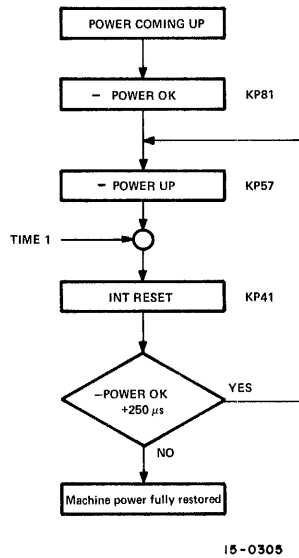 POWER COMING UP
− POWER OK KP81
− POWER UP KP57
TIME 1
INT RESET KP41
−POWER OK
+250 μs
YES
NO
Machine power fully restored
15-0305